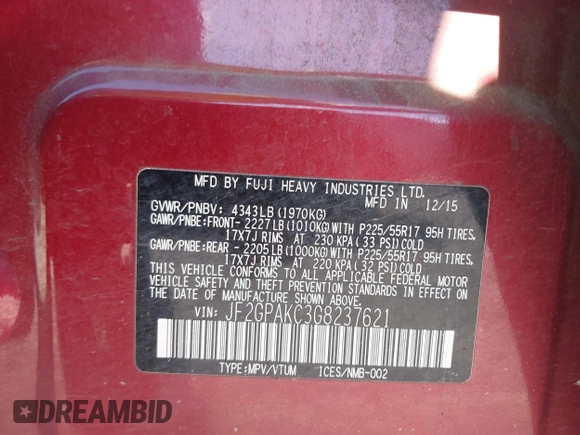 MFD BY FUJI HEAVY INDUSTRIES LTD.
MFD IN 12/15
GVWR/PNBV: 4343LB(1970KG)
GAWR/PNBE:FRONT- 2227LB(1010KG)WITH P225/55R17 95H TIRES,
17X7J RIMS AT 230 KPA( 33 PSI)COLD
GAWR/PNBE:REAR - 2205LB(1000KG)WITH P225/55R17 95H TIRES,
17X7J RIMS AT 220 KPA( 32 PSI)COLD
THIS VEHICLE CONFORMS TO ALL APPLICABLE FEDERAL MOTOR
VEHICLE SAFETY AND THEFT PREVENTION STANDARDS IN EFFECT
ON THE DATE OF MANUFACTURE SHOWN ABOVE.
VIN: JF2GPAKC3G8237621
TYPE:MPV/VTUM ICES/NMB-002
DREAMBID